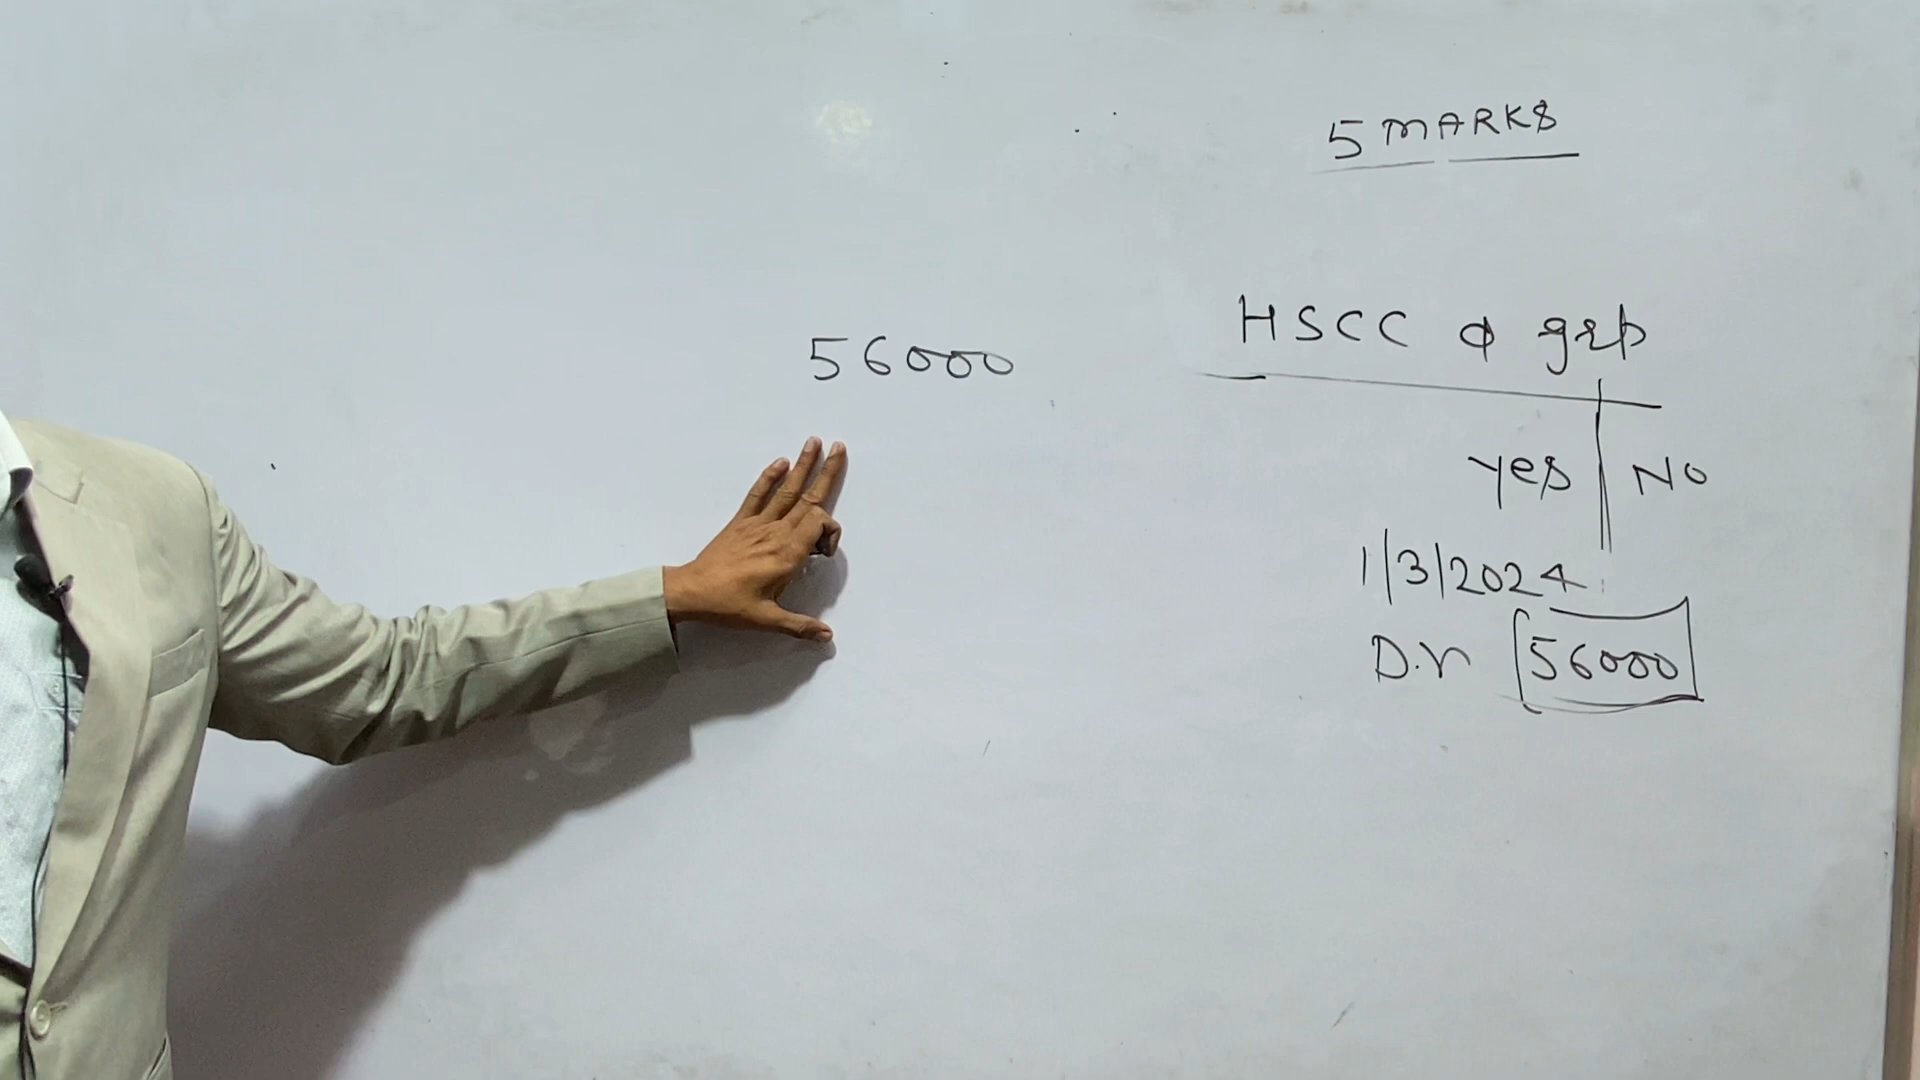 5 MARKS
56000
HSCC d grp
yes | NO
1/3/2024
D.V 56000